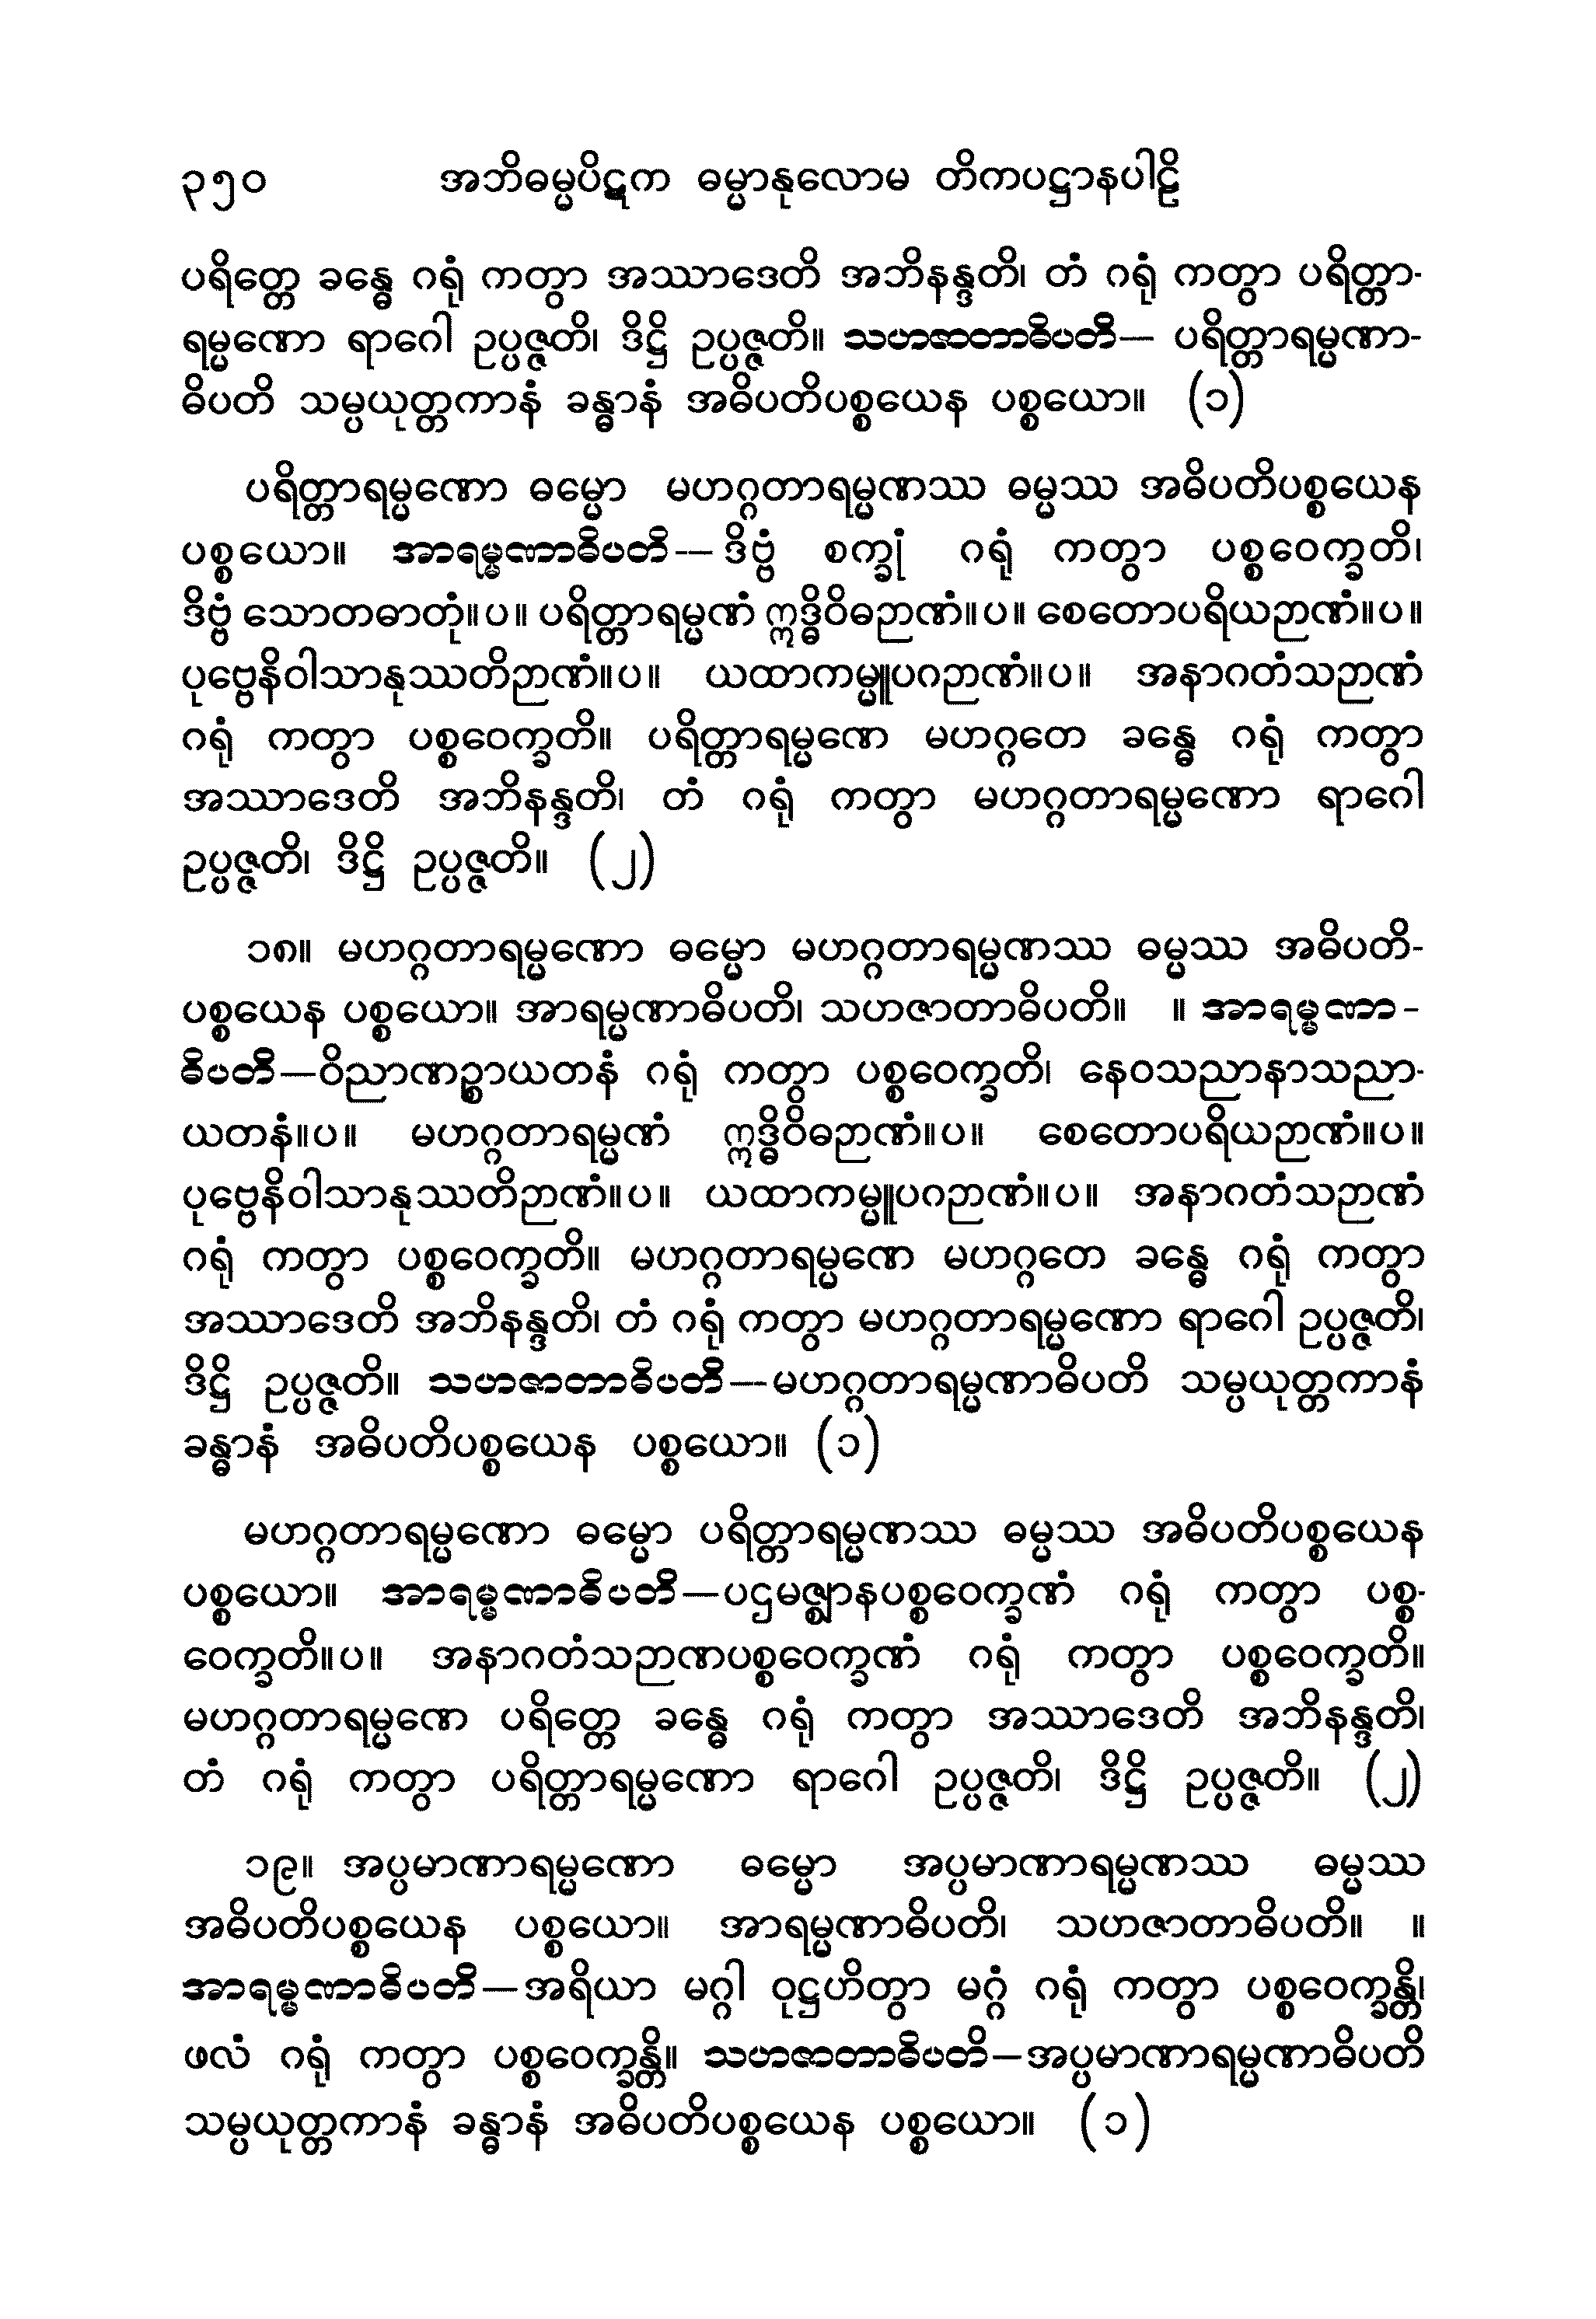 ၃၅၀ အဘိဓမ္မပိဋက ဓမ္မာနုလောမ တိကပဋ္ဌာနပါဠိ
ပရိတ္တေ ခန္ဓေ ဂရုံ ကတွာ အဿာဒေတိ အဘိနန္ဒတိ၊ တံ ဂရုံ ကတွာ ပရိတ္တာ-
ရမ္မဏော ရာဂေါ ဥပ္ပဇ္ဇတိ၊ ဒိဋ္ဌိ ဥပ္ပဇ္ဇတိ။ သဟဇာတာဓိပတိ— ပရိတ္တာရမ္မဏာ-
ဓိပတိ သမ္ပယုတ္တကာနံ ခန္ဓာနံ အဓိပတိပစ္စယေန ပစ္စယော။ (၁)
ပရိတ္တာရမ္မဏော ဓမ္မော မဟဂ္ဂတာရမ္မဏဿ ဓမ္မဿ အဓိပတိပစ္စယေန
ပစ္စယော။ အာရမ္မဏာဓိပတိ—ဒိဗ္ဗံ စက္ခုံ ဂရုံ ကတွာ ပစ္စဝေက္ခတိ၊
ဒိဗ္ဗံ သောတဓာတုံ။ပ။ ပရိတ္တာရမ္မဏံ ဣဒ္ဓိဝိဓဉာဏံ။ပ။ စေတောပရိယဉာဏံ။ပ။
ပုဗ္ဗေနိဝါသာနုဿတိဉာဏံ။ပ။ ယထာကမ္မူပဂဉာဏံ။ပ။ အနာဂတံသဉာဏံ
ဂရုံ ကတွာ ပစ္စဝေက္ခတိ။ ပရိတ္တာရမ္မဏေ မဟဂ္ဂတေ ခန္ဓေ ဂရုံ ကတွာ
အဿာဒေတိ အဘိနန္ဒတိ၊ တံ ဂရုံ ကတွာ မဟဂ္ဂတာရမ္မဏော ရာဂေါ
ဥပ္ပဇ္ဇတိ၊ ဒိဋ္ဌိ ဥပ္ပဇ္ဇတိ။ (၂)
၁၈။ မဟဂ္ဂတာရမ္မဏော ဓမ္မော မဟဂ္ဂတာရမ္မဏဿ ဓမ္မဿ အဓိပတိ-
ပစ္စယေန ပစ္စယော။ အာရမ္မဏာဓိပတိ၊ သဟဇာတာဓိပတိ။ ။ အာရမ္မဏာ-
ဓိပတိ—ဝိညာဏဉ္စာယတနံ ဂရုံ ကတွာ ပစ္စဝေက္ခတိ၊ နေဝသညာနာသညာ-
ယတနံ။ပ။ မဟဂ္ဂတာရမ္မဏံ ဣဒ္ဓိဝိဓဉာဏံ။ပ။ စေတောပရိယဉာဏံ။ပ။
ပုဗ္ဗေနိဝါသာနုဿတိဉာဏံ။ပ။ ယထာကမ္မူပဂဉာဏံ။ပ။ အနာဂတံသဉာဏံ
ဂရုံ ကတွာ ပစ္စဝေက္ခတိ။ မဟဂ္ဂတာရမ္မဏေ မဟဂ္ဂတေ ခန္ဓေ ဂရုံ ကတွာ
အဿာဒေတိ အဘိနန္ဒတိ၊ တံ ဂရုံ ကတွာ မဟဂ္ဂတာရမ္မဏော ရာဂေါ ဥပ္ပဇ္ဇတိ၊
ဒိဋ္ဌိ ဥပ္ပဇ္ဇတိ။ သဟဇာတာဓိပတိ—မဟဂ္ဂတာရမ္မဏာဓိပတိ သမ္ပယုတ္တကာနံ
ခန္ဓာနံ အဓိပတိပစ္စယေန ပစ္စယော။ (၁)
မဟဂ္ဂတာရမ္မဏော ဓမ္မော ပရိတ္တာရမ္မဏဿ ဓမ္မဿ အဓိပတိပစ္စယေန
ပစ္စယော။ အာရမ္မဏာဓိပတိ—ပဌမဇ္ဈာနပစ္စဝေက္ခဏံ ဂရုံ ကတွာ ပစ္စ-
ဝေက္ခတိ။ပ။ အနာဂတံသဉာဏပစ္စဝေက္ခဏံ ဂရုံ ကတွာ ပစ္စဝေက္ခတိ။
မဟဂ္ဂတာရမ္မဏေ ပရိတ္တေ ခန္ဓေ ဂရုံ ကတွာ အဿာဒေတိ အဘိနန္ဒတိ၊
တံ ဂရုံ ကတွာ ပရိတ္တာရမ္မဏော ရာဂေါ ဥပ္ပဇ္ဇတိ၊ ဒိဋ္ဌိ ဥပ္ပဇ္ဇတိ။ (၂)
၁၉။ အပ္ပမာဏာရမ္မဏော ဓမ္မော အပ္ပမာဏာရမ္မဏဿ ဓမ္မဿ
အဓိပတိပစ္စယေန ပစ္စယော။ အာရမ္မဏာဓိပတိ၊ သဟဇာတာဓိပတိ။ ။
အာရမ္မဏာဓိပတိ—အရိယာ မဂ္ဂါ ဝုဋ္ဌဟိတွာ မဂ္ဂံ ဂရုံ ကတွာ ပစ္စဝေက္ခန္တိ၊
ဖလံ ဂရုံ ကတွာ ပစ္စဝေက္ခန္တိ။ သဟဇာတာဓိပတိ—အပ္ပမာဏာရမ္မဏာဓိပတိ
သမ္ပယုတ္တကာနံ ခန္ဓာနံ အဓိပတိပစ္စယေန ပစ္စယော။ (၁)